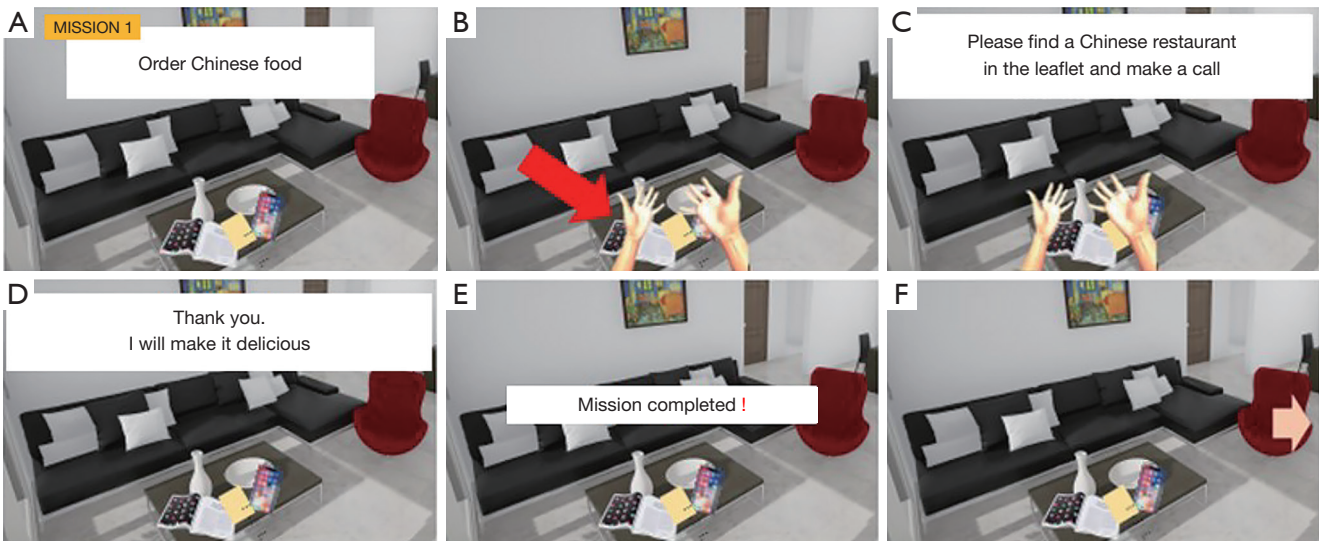 A
MISSION 1
Order Chinese food
B
C
Please find a Chinese restaurant
in the leaflet and make a call
D
Thank you.
I will make it delicious
E
Mission completed !
F